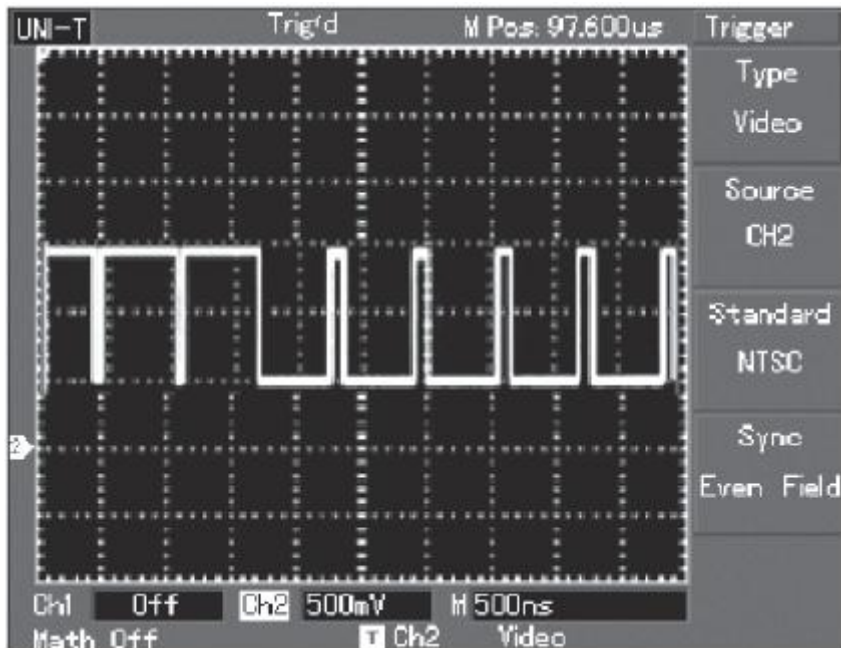 UNI-T Trig'd M Pos: 97.600us Trigger
Type
Video
Source
CH2
Standard
NTSC
Sync
Even Field
2
Ch1 Off Ch2 500mV M 500ns
Math Off T Ch2 Video